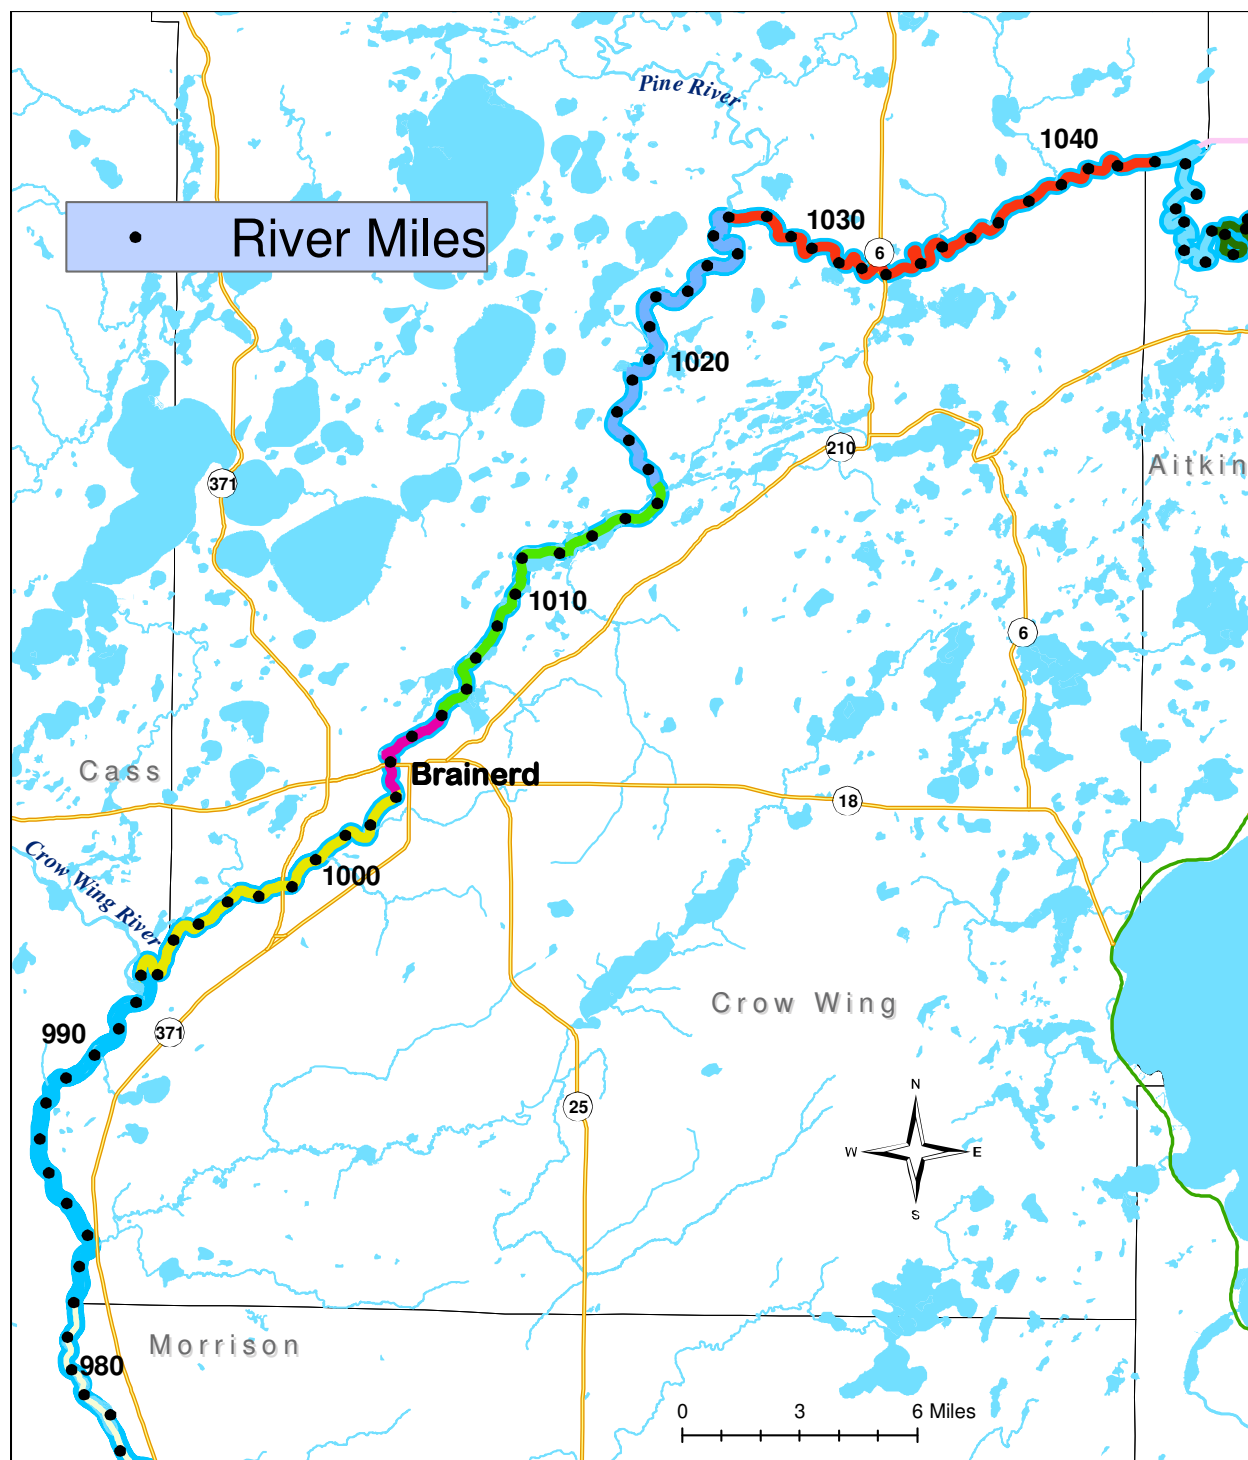 Pine River
1040
River Miles
1030
6
1020
210
Aitkin
371
1010
6
Cass
Brainerd
18
Crow Wing River
1000
Crow Wing
990
371
N
25
W
E
S
Morrison
980
0 3 6 Miles